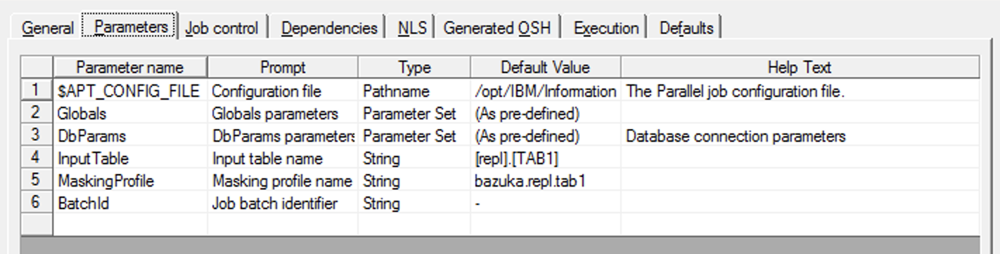 General Parameters Job control Dependencies NLS Generated OSH Execution Defaults
Parameter name Prompt Type Default Value Help Text
1 $APT_CONFIG_FILE Configuration file Pathname /opt/IBM/Information The Parallel job configuration file.
2 Globals Globals parameters Parameter Set (As pre-defined)
3 DbParams DbParams parameters Parameter Set (As pre-defined) Database connection parameters
4 InputTable Input table name String [repl].[TAB1]
5 MaskingProfile Masking profile name String bazuka.repl.tab1
6 BatchId Job batch identifier String -